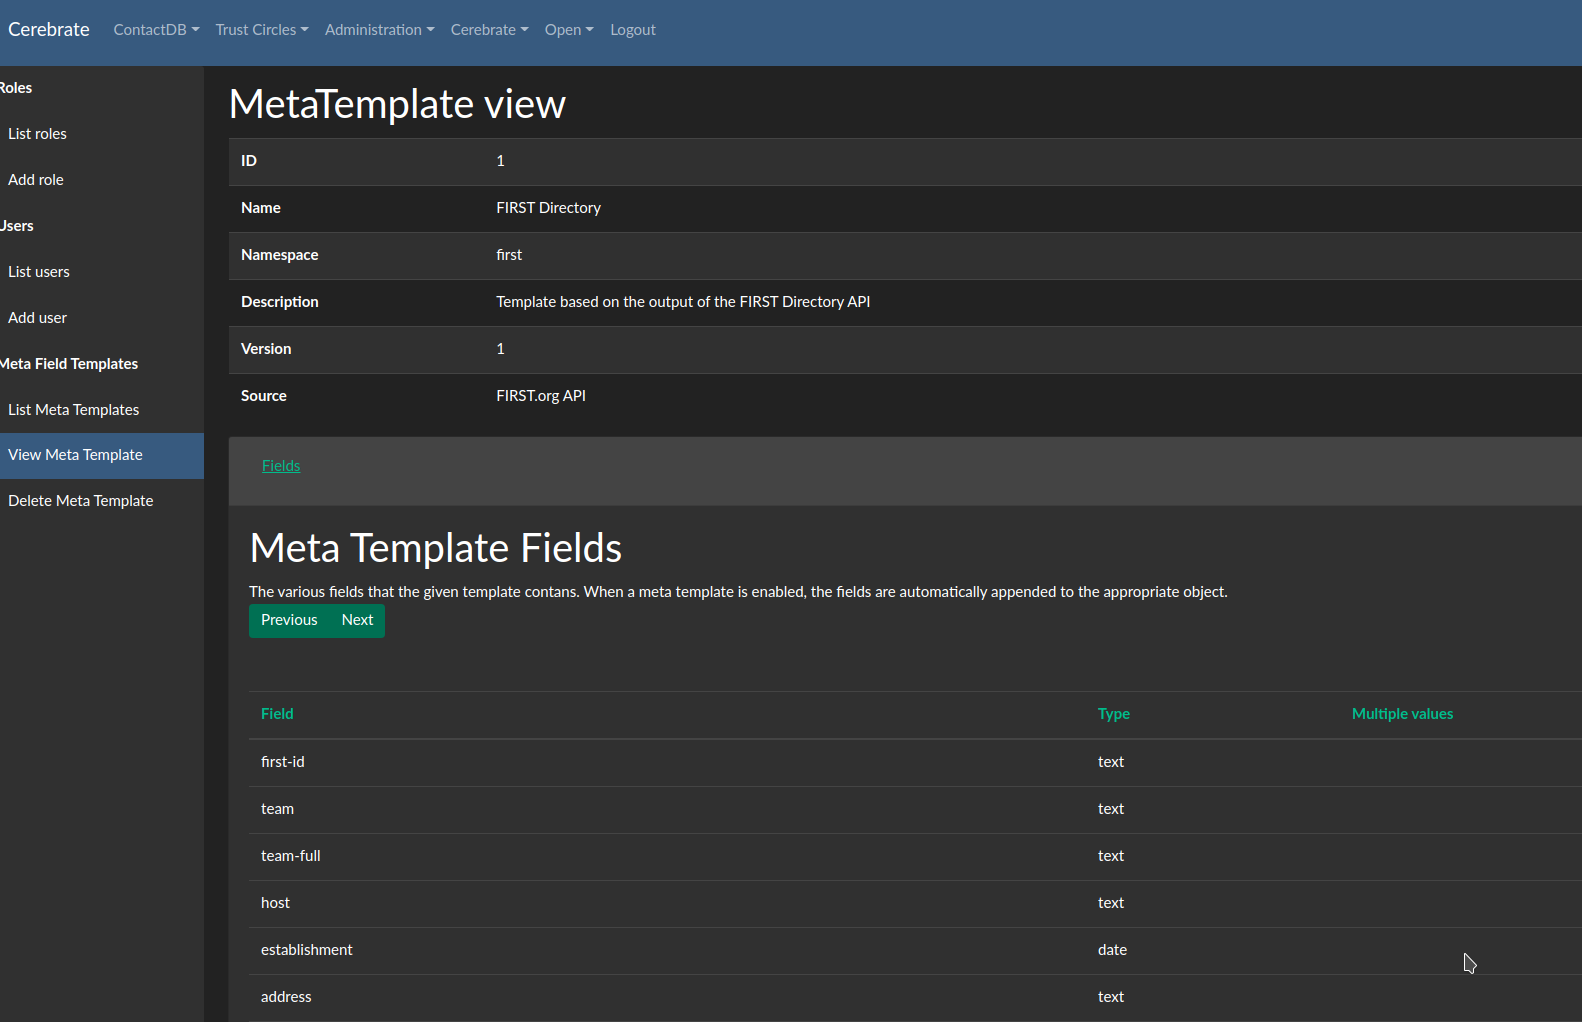 Cerebrate ContactDB Trust Circles Administration Cerebrate Open Logout
Roles
List roles
Add role
Users
List users
Add user
Meta Field Templates
List Meta Templates
View Meta Template
Delete Meta Template
MetaTemplate view
ID 1
Name FIRST Directory
Namespace first
Description Template based on the output of the FIRST Directory API
Version 1
Source FIRST.org API
Fields
Meta Template Fields
The various fields that the given template contans. When a meta template is enabled, the fields are automatically appended to the appropriate object.
Previous Next
Field Type Multiple values
first-id text
team text
team-full text
host text
establishment date
address text